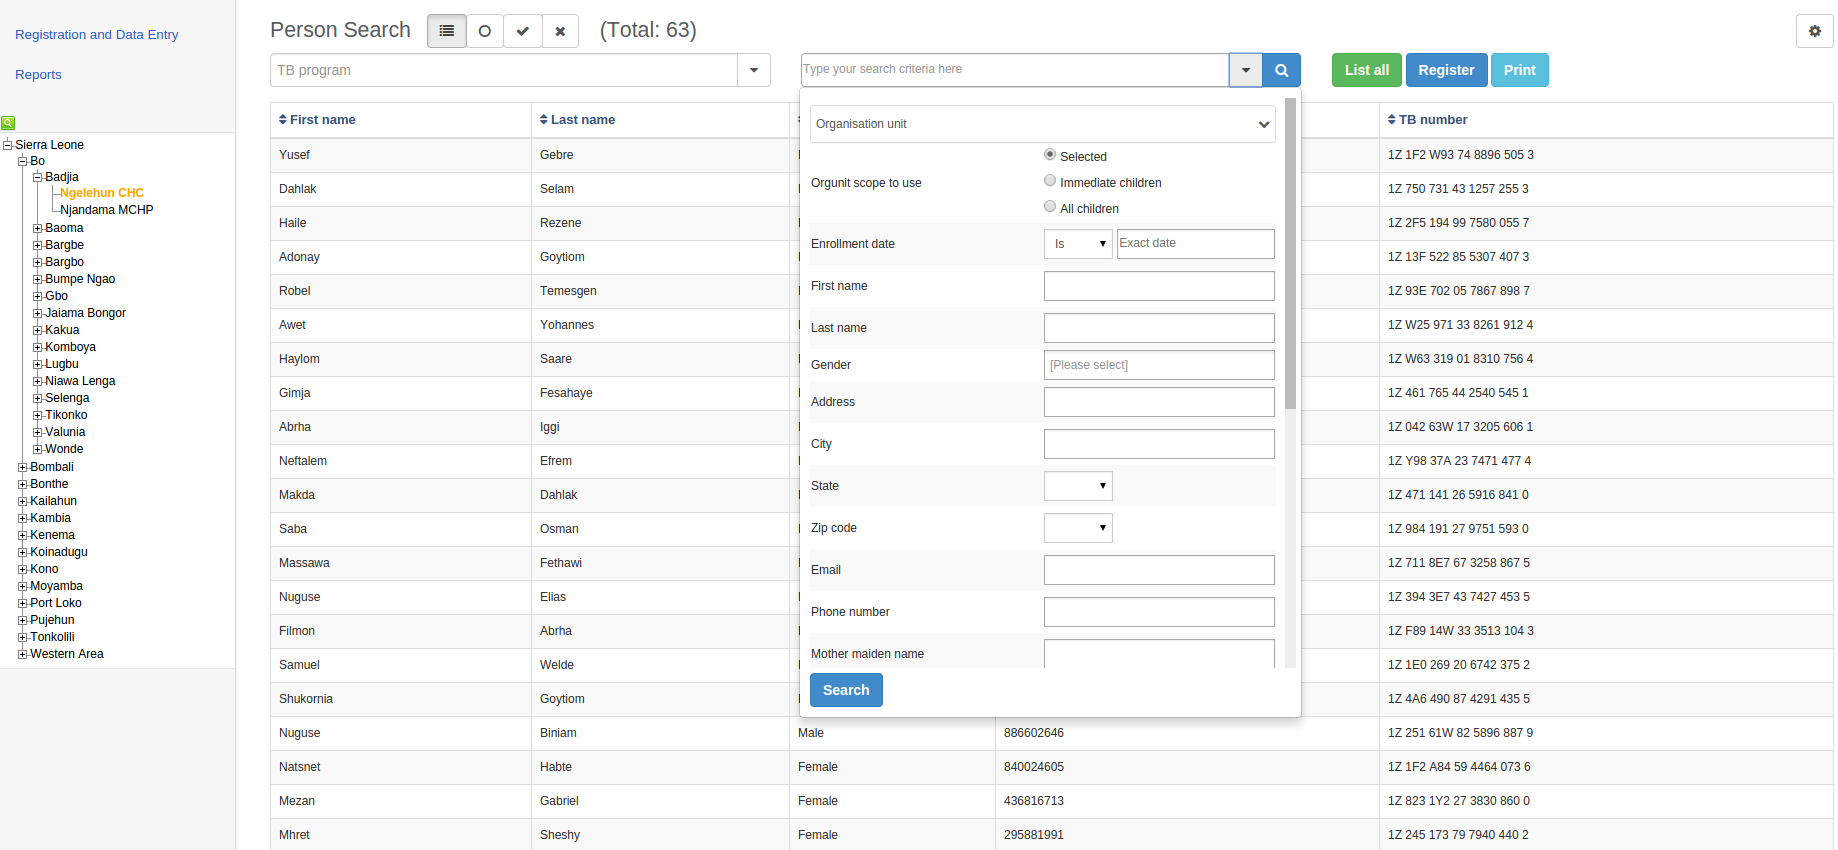 Registration and Data Entry
Reports
Sierra Leone
Bo
Badjia
Ngelehun CHC
Njandama MCHP
Baoma
Bargbe
Bargbo
Bumpe Ngao
Gbo
Jaiama Bongor
Kakua
Komboya
Lugbu
Niawa Lenga
Selenga
Tikonko
Valunia
Wonde
Bombali
Bonthe
Kailahun
Kambia
Kenema
Koinadugu
Kono
Moyamba
Port Loko
Pujehun
Tonkolili
Western Area
Person Search (Total: 63)
TB program
Type your search criteria here
List all Register Print
First name Last name TB number
Yusef Gebre 1Z 1F2 W93 74 8896 505 3
Dahlak Selam 1Z 750 731 43 1257 255 3
Haile Rezene 1Z 2F5 194 99 7580 055 7
Adonay Goytiom 1Z 13F 522 85 5307 407 3
Robel Temesgen 1Z 93E 702 05 7867 898 7
Awet Yohannes 1Z W25 971 33 8261 912 4
Haylom Saare 1Z W63 319 01 8310 756 4
Gimja Fesahaye 1Z 461 765 44 2540 545 1
Abrha Iggi 1Z 042 63W 17 3205 606 1
Neftalem Efrem 1Z Y98 37A 23 7471 477 4
Makda Dahlak 1Z 471 141 26 5916 841 0
Saba Osman 1Z 984 191 27 9751 593 0
Massawa Fethawi 1Z 711 8E7 67 3258 867 5
Nuguse Elias 1Z 394 3E7 43 7427 453 5
Filmon Abrha 1Z F89 14W 33 3513 104 3
Samuel Welde 1Z 1E0 269 20 6742 375 2
Shukornia Goytiom 1Z 4A6 490 87 4291 435 5
Nuguse Biniam Male 886602646 1Z 251 61W 82 5896 887 9
Natsnet Habte Female 840024605 1Z 1F2 A84 59 4464 073 6
Mezan Gabriel Female 436816713 1Z 823 1Y2 27 3830 860 0
Mhret Sheshy Female 295881991 1Z 245 173 79 7940 440 2
Organisation unit
Orgunit scope to use
Selected
Immediate children
All children
Enrollment date Is Exact date
First name
Last name
Gender [Please select]
Address
City
State
Zip code
Email
Phone number
Mother maiden name
Search